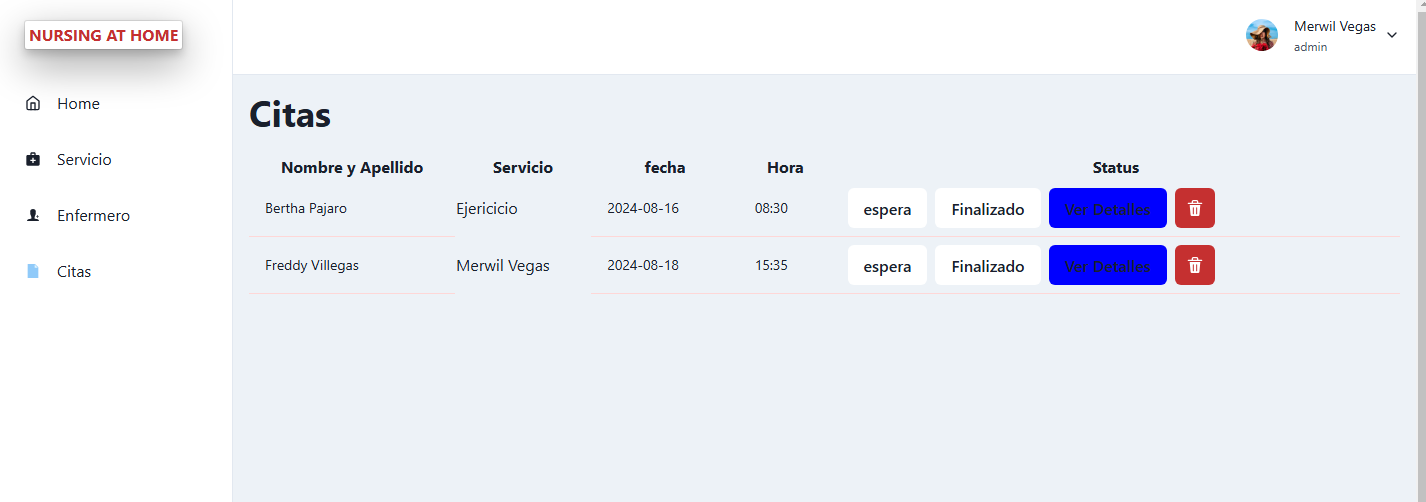 NURSING AT HOME
Merwil Vegas
admin
Home
Servicio
Enfermero
Citas
Citas
Nombre y Apellido Servicio fecha Hora Status
Bertha Pajaro Ejericicio 2024-08-16 08:30 espera Finalizado Ver Detalles
Freddy Villegas Merwil Vegas 2024-08-18 15:35 espera Finalizado Ver Detalles